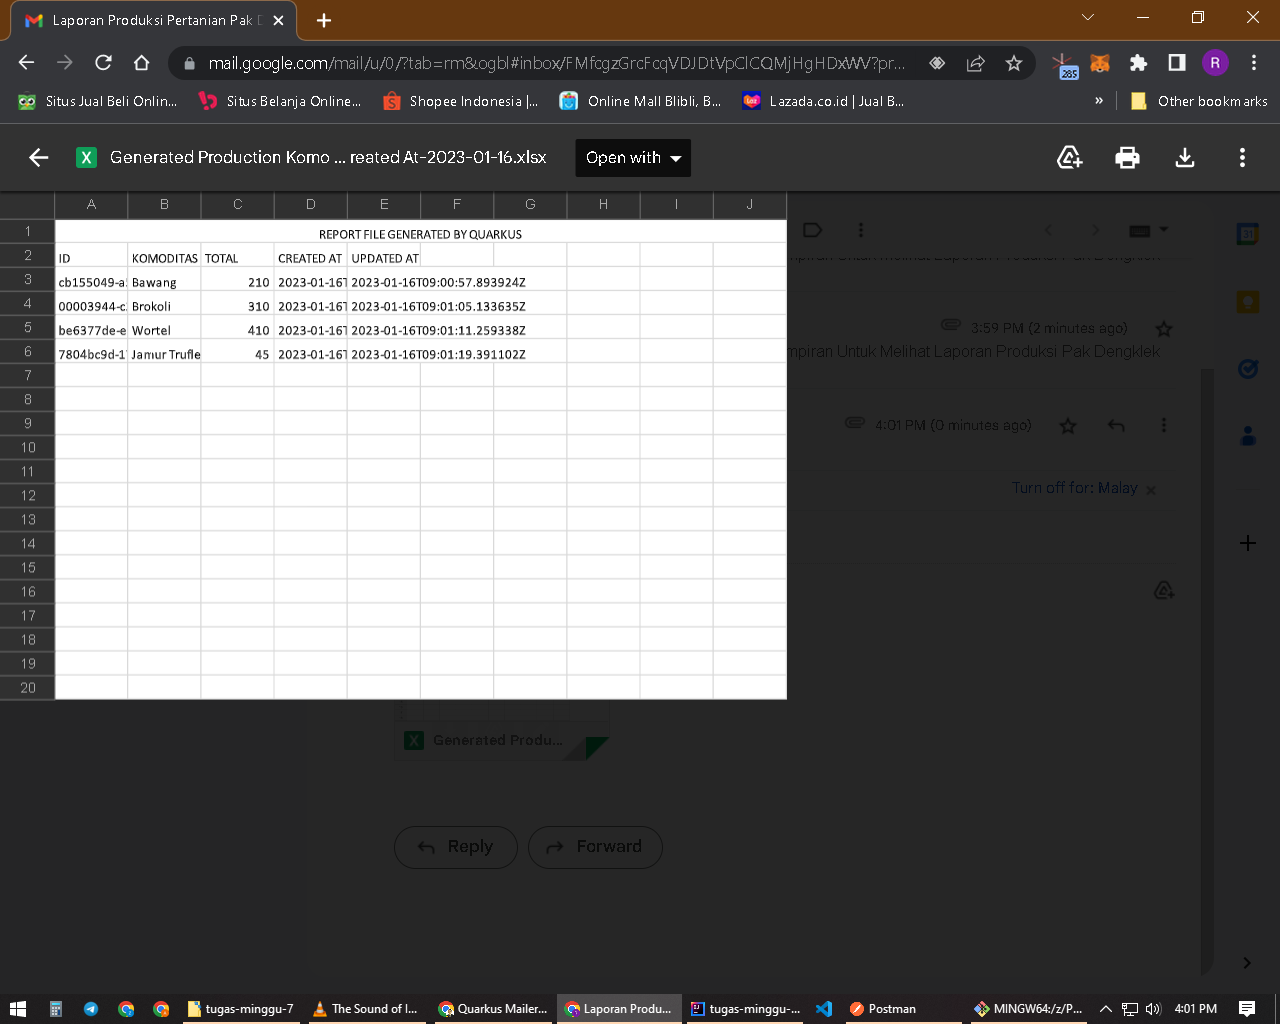 Laporan Produksi Pertanian Pak D
mail.google.com/mail/u/0/?tab=rm&ogbl#inbox/FMfcgzGrcFcqVDJDtVpClCQMjHgHDxWV?pr...
285
R
Situs Jual Beli Onlin...
Situs Belanja Online...
Shopee Indonesia |...
Online Mall Blibli, B...
Lazada.co.id | Jual B...
»
Other bookmarks
Generated Production Komo ... reated At-2023-01-16.xlsx
Open with
A B C D E F G H I J
1 REPORT FILE GENERATED BY QUARKUS
2 ID KOMODITAS TOTAL CREATED AT UPDATED AT
3 cb155049-a Bawang 210 2023-01-16T 2023-01-16T09:00:57.893924Z
4 00003944-c Brokoli 310 2023-01-16T 2023-01-16T09:01:05.133635Z
5 be6377de-e Wortel 410 2023-01-16T 2023-01-16T09:01:11.259338Z
6 7804bc9d-1 Jamur Trufle 45 2023-01-16T 2023-01-16T09:01:19.391102Z
7
8
9
10
11
12
13
14
15
16
17
18
19
20
mpiran Untuk Melihat Laporan Produksi Pak Dengklek
3:59 PM (2 minutes ago)
mpiran Untuk Melihat Laporan Produksi Pak Dengklek
4:01 PM (0 minutes ago)
Turn off for: Malay
Generated Produ...
Reply
Forward
tugas-minggu-7
The Sound of I...
Quarkus Mailer...
Laporan Produ...
tugas-minggu-...
Postman
MINGW64:/z/P...
4:01 PM